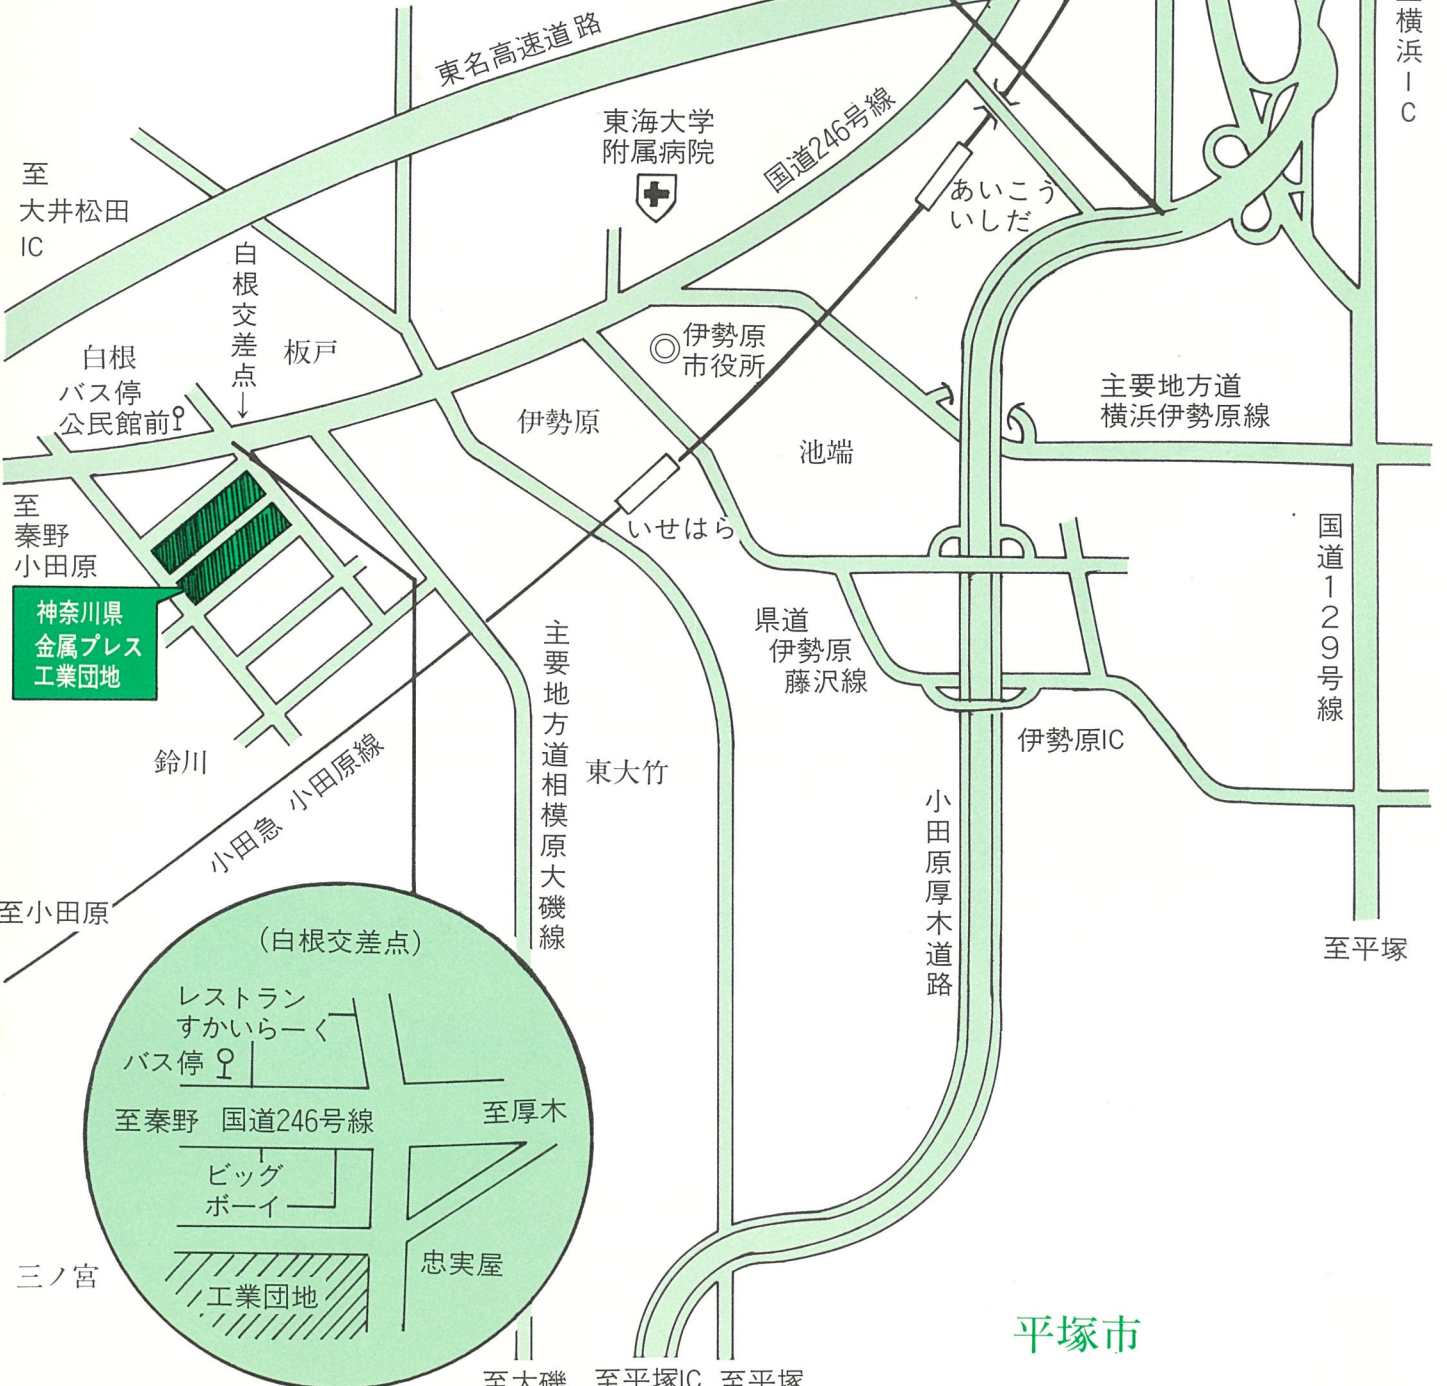 東名高速道路
至
横浜IC
東海大学
附属病院
国道246号線
至
大井松田
IC
あいこう
いしだ
白根交差点
↓
板戸
白根
バス停
公民館前
伊勢原
市役所
主要地方道
横浜伊勢原線
伊勢原
池端
至
秦野
小田原
いせはら
国道129号線
神奈川県
金属プレス
工業団地
県道
伊勢原
藤沢線
主要地方道相模原大磯線
伊勢原IC
鈴川
小田急 小田原線
東大竹
小田原厚木道路
至小田原
至平塚
(白根交差点)
レストラン
すかいらーく
バス停
至秦野 国道246号線
至厚木
ビッグ
ボーイ
忠実屋
工業団地
三ノ宮
平塚市
至大磯
至平塚IC
至平塚